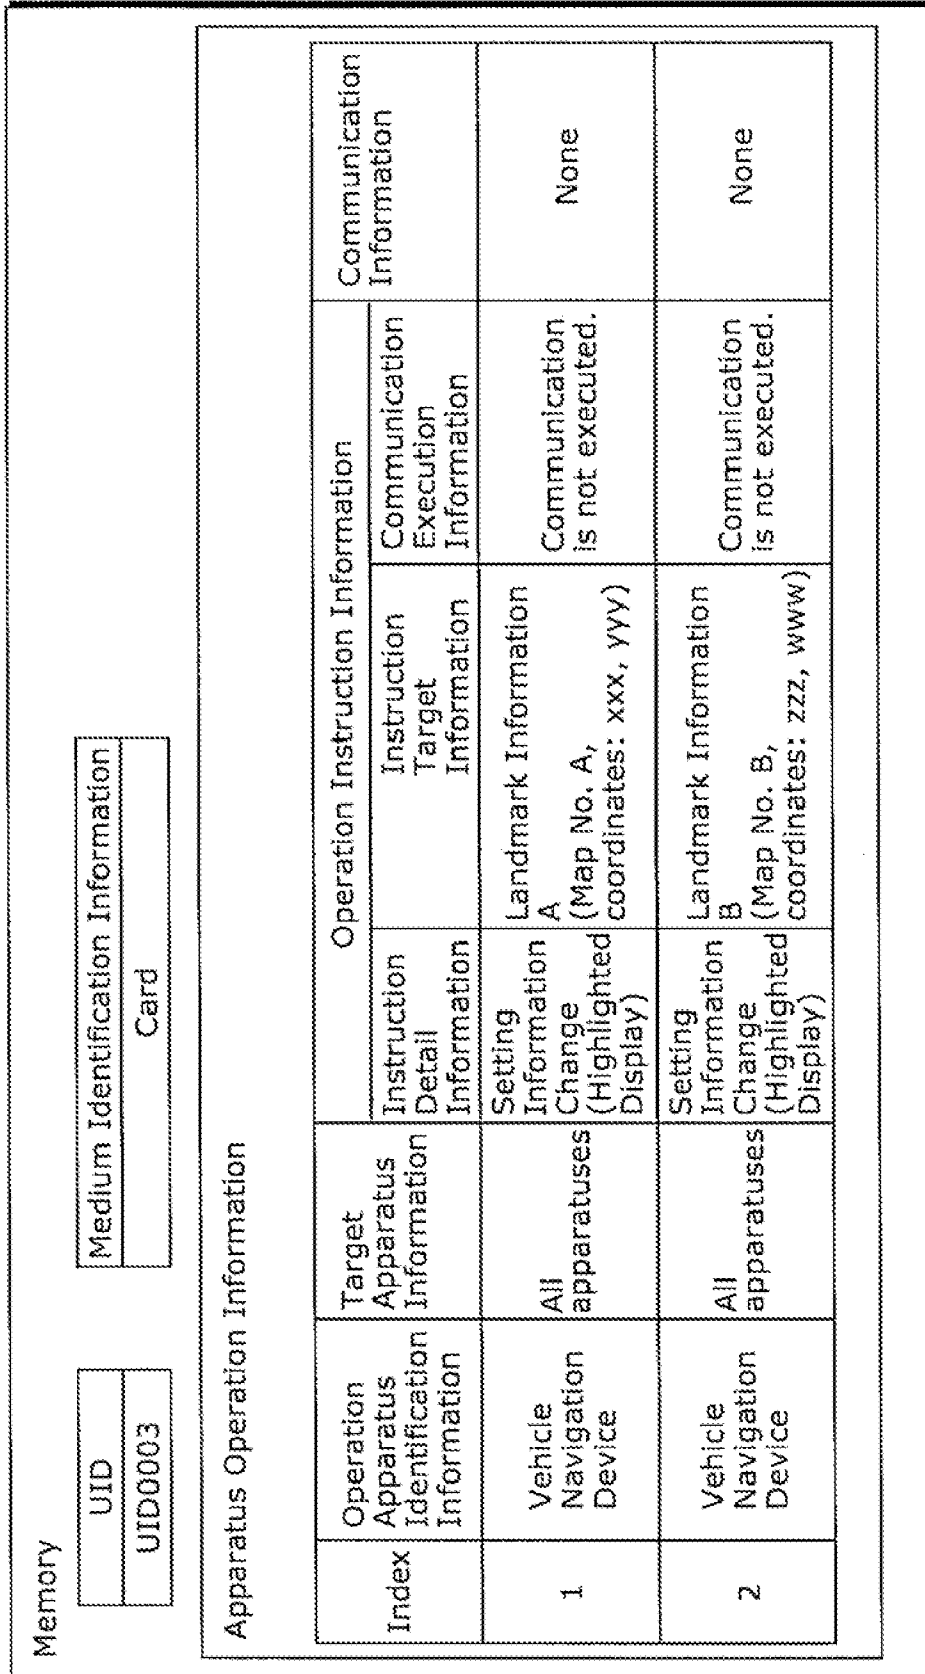 Memory
UID
UID0003
Medium Identification Information
Card
Apparatus Operation Information
Index
Operation
Apparatus
Identification
Information
Target
Apparatus
Information
Operation Instruction Information
Instruction
Detail
Information
Instruction
Target
Information
Communication
Execution
Information
Communication
Information
1
Vehicle
Navigation
Device
All
apparatuses
Setting
Information
Change
(Highlighted
Display)
Landmark Information
A
(Map No. A,
coordinates: xxx, yyy)
Communication
is not executed.
None
2
Vehicle
Navigation
Device
All
apparatuses
Setting
Information
Change
(Highlighted
Display)
Landmark Information
B
(Map No. B,
coordinates: zzz, www)
Communication
is not executed.
None